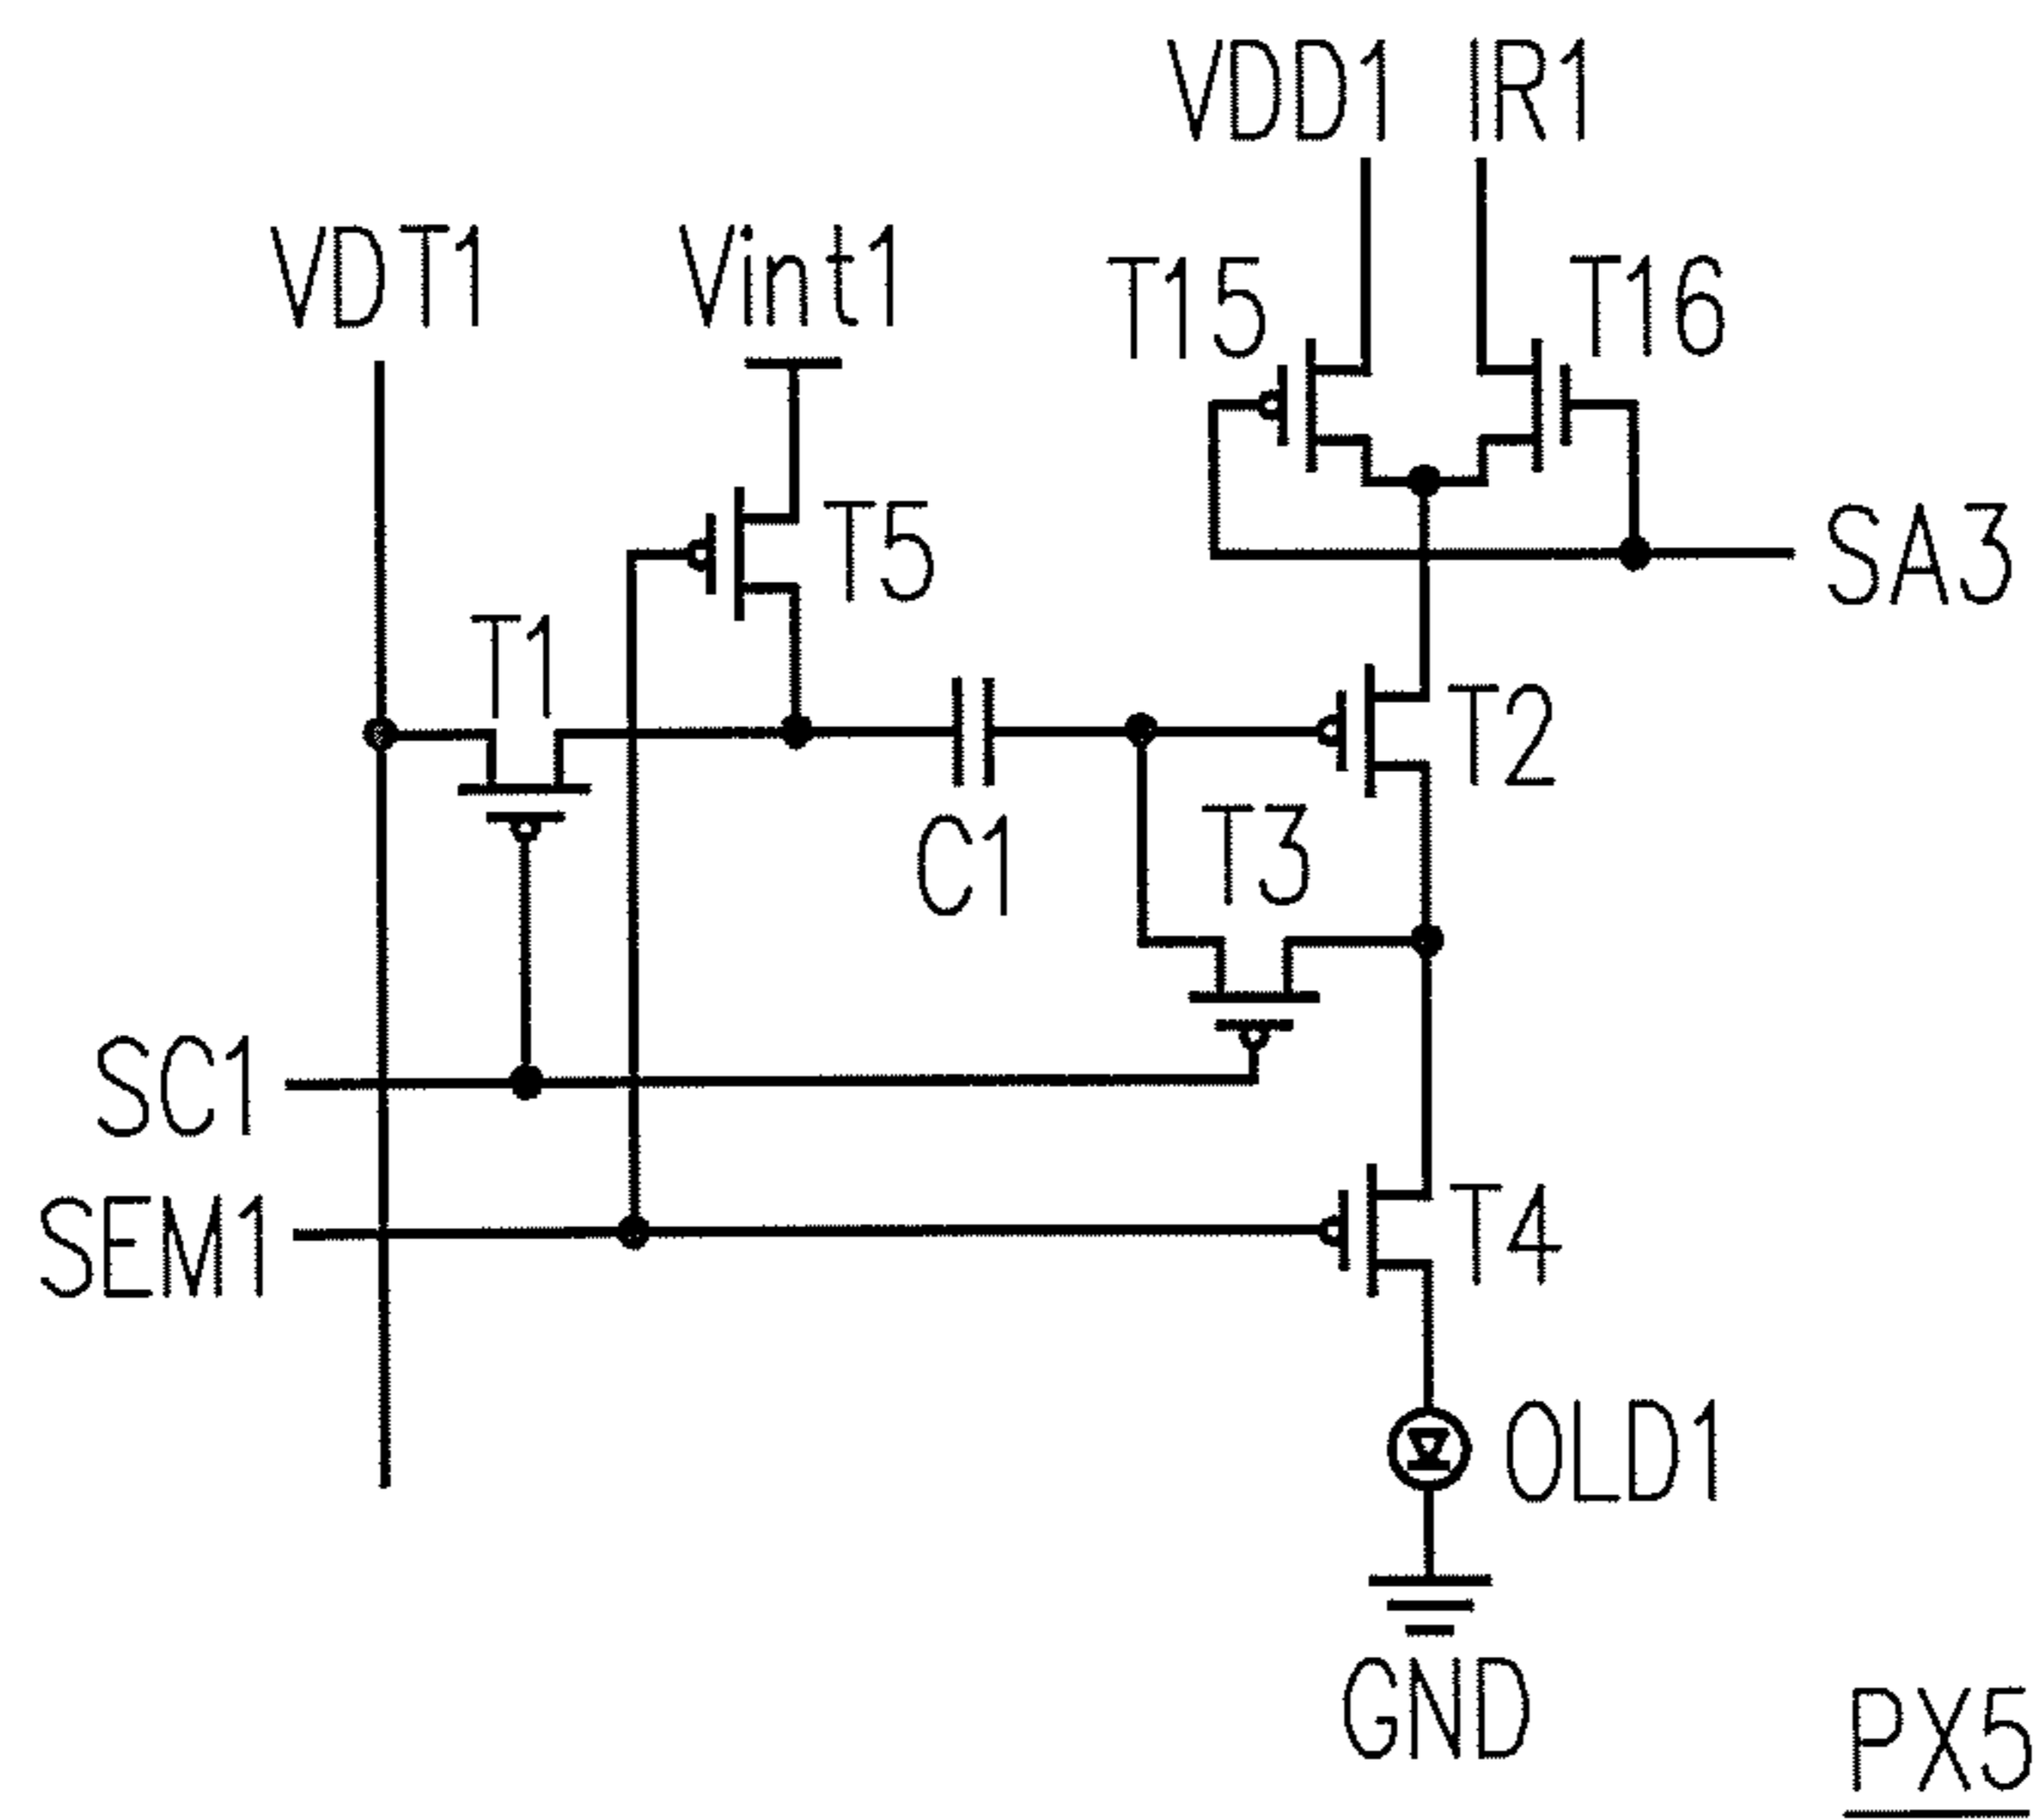 VDD1 IR1
VDT1 Vint1 T15 T16
T5 SA3
T1 T2
C1 T3
SC1
SEM1 T4
OLD1
GND
PX5